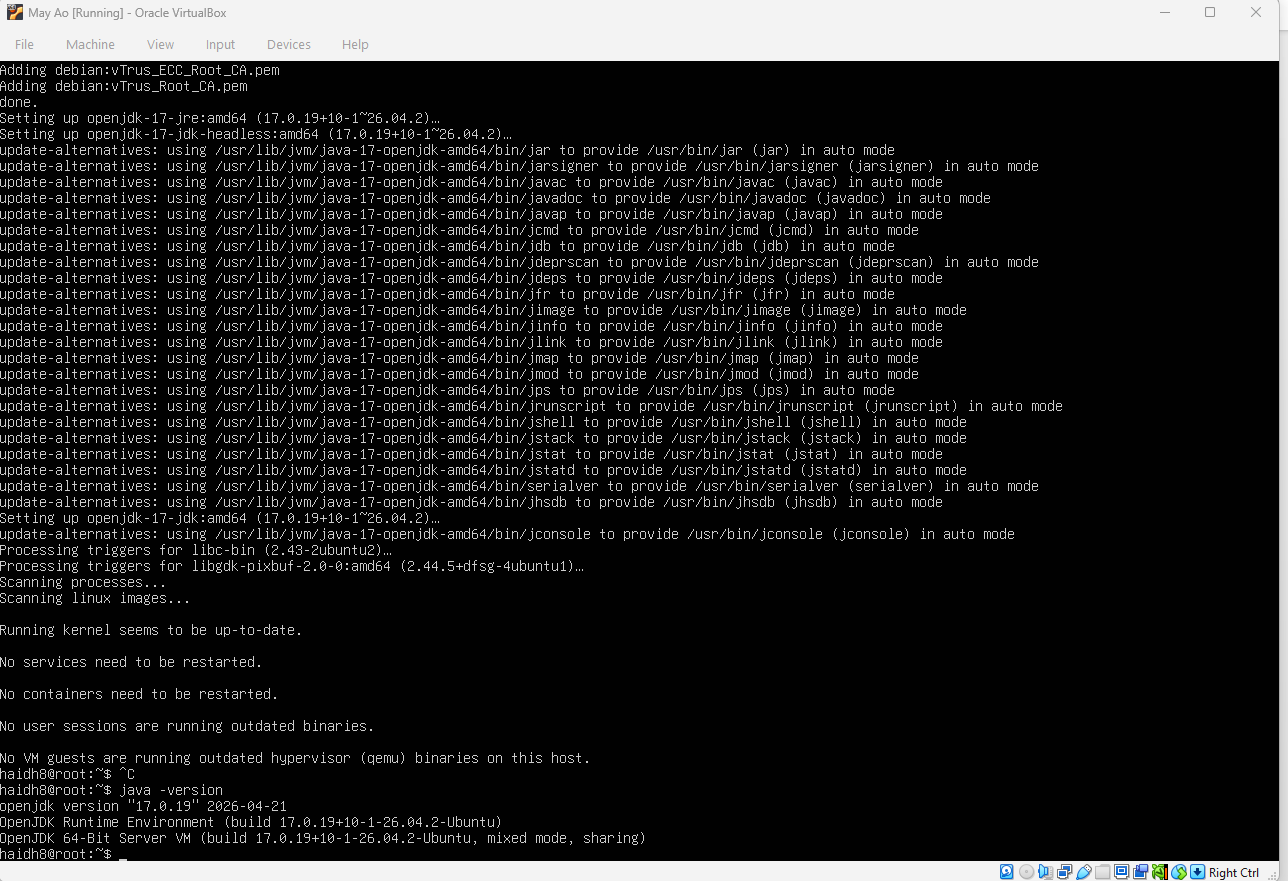 May Ao [Running] - Oracle VirtualBox
File Machine View Input Devices Help
Adding debian:vTrus_ECC_Root_CA.pem
Adding debian:vTrus_Root_CA.pem
done.
Setting up openjdk-17-jre:amd64 (17.0.19+10-1~26.04.2)…
Setting up openjdk-17-jdk-headless:amd64 (17.0.19+10-1~26.04.2)…
update-alternatives: using /usr/lib/jvm/java-17-openjdk-amd64/bin/jar to provide /usr/bin/jar (jar) in auto mode
update-alternatives: using /usr/lib/jvm/java-17-openjdk-amd64/bin/jarsigner to provide /usr/bin/jarsigner (jarsigner) in auto mode
update-alternatives: using /usr/lib/jvm/java-17-openjdk-amd64/bin/javac to provide /usr/bin/javac (javac) in auto mode
update-alternatives: using /usr/lib/jvm/java-17-openjdk-amd64/bin/javadoc to provide /usr/bin/javadoc (javadoc) in auto mode
update-alternatives: using /usr/lib/jvm/java-17-openjdk-amd64/bin/javap to provide /usr/bin/javap (javap) in auto mode
update-alternatives: using /usr/lib/jvm/java-17-openjdk-amd64/bin/jcmd to provide /usr/bin/jcmd (jcmd) in auto mode
update-alternatives: using /usr/lib/jvm/java-17-openjdk-amd64/bin/jdb to provide /usr/bin/jdb (jdb) in auto mode
update-alternatives: using /usr/lib/jvm/java-17-openjdk-amd64/bin/jdeprscan to provide /usr/bin/jdeprscan (jdeprscan) in auto mode
update-alternatives: using /usr/lib/jvm/java-17-openjdk-amd64/bin/jdeps to provide /usr/bin/jdeps (jdeps) in auto mode
update-alternatives: using /usr/lib/jvm/java-17-openjdk-amd64/bin/jfr to provide /usr/bin/jfr (jfr) in auto mode
update-alternatives: using /usr/lib/jvm/java-17-openjdk-amd64/bin/jimage to provide /usr/bin/jimage (jimage) in auto mode
update-alternatives: using /usr/lib/jvm/java-17-openjdk-amd64/bin/jinfo to provide /usr/bin/jinfo (jinfo) in auto mode
update-alternatives: using /usr/lib/jvm/java-17-openjdk-amd64/bin/jlink to provide /usr/bin/jlink (jlink) in auto mode
update-alternatives: using /usr/lib/jvm/java-17-openjdk-amd64/bin/jmap to provide /usr/bin/jmap (jmap) in auto mode
update-alternatives: using /usr/lib/jvm/java-17-openjdk-amd64/bin/jmod to provide /usr/bin/jmod (jmod) in auto mode
update-alternatives: using /usr/lib/jvm/java-17-openjdk-amd64/bin/jps to provide /usr/bin/jps (jps) in auto mode
update-alternatives: using /usr/lib/jvm/java-17-openjdk-amd64/bin/jrunscript to provide /usr/bin/jrunscript (jrunscript) in auto mode
update-alternatives: using /usr/lib/jvm/java-17-openjdk-amd64/bin/jshell to provide /usr/bin/jshell (jshell) in auto mode
update-alternatives: using /usr/lib/jvm/java-17-openjdk-amd64/bin/jstack to provide /usr/bin/jstack (jstack) in auto mode
update-alternatives: using /usr/lib/jvm/java-17-openjdk-amd64/bin/jstat to provide /usr/bin/jstat (jstat) in auto mode
update-alternatives: using /usr/lib/jvm/java-17-openjdk-amd64/bin/jstatd to provide /usr/bin/jstatd (jstatd) in auto mode
update-alternatives: using /usr/lib/jvm/java-17-openjdk-amd64/bin/serialver to provide /usr/bin/serialver (serialver) in auto mode
update-alternatives: using /usr/lib/jvm/java-17-openjdk-amd64/bin/jhsdb to provide /usr/bin/jhsdb (jhsdb) in auto mode
Setting up openjdk-17-jdk:amd64 (17.0.19+10-1~26.04.2)…
update-alternatives: using /usr/lib/jvm/java-17-openjdk-amd64/bin/jconsole to provide /usr/bin/jconsole (jconsole) in auto mode
Processing triggers for libc-bin (2.43-2ubuntu2)…
Processing triggers for libgdk-pixbuf-2.0-0:amd64 (2.44.5+dfsg-4ubuntu1)…
Scanning processes...
Scanning linux images...
Running kernel seems to be up-to-date.
No services need to be restarted.
No containers need to be restarted.
No user sessions are running outdated binaries.
No VM guests are running outdated hypervisor (qemu) binaries on this host.
haidh8@root:~$ ^C
haidh8@root:~$ java -version
openjdk version "17.0.19" 2026-04-21
OpenJDK Runtime Environment (build 17.0.19+10-1-26.04.2-Ubuntu)
OpenJDK 64-Bit Server VM (build 17.0.19+10-1-26.04.2-Ubuntu, mixed mode, sharing)
haidh8@root:~$ _
Right Ctrl